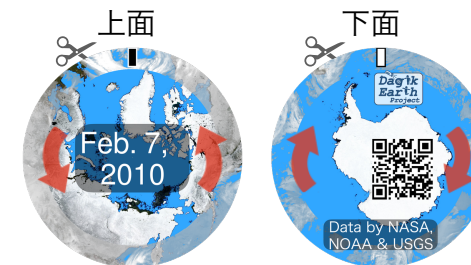 上面
下面
Feb. 7,
2010
Dagik
Earth
Project
Data by NASA,
NOAA & USGS